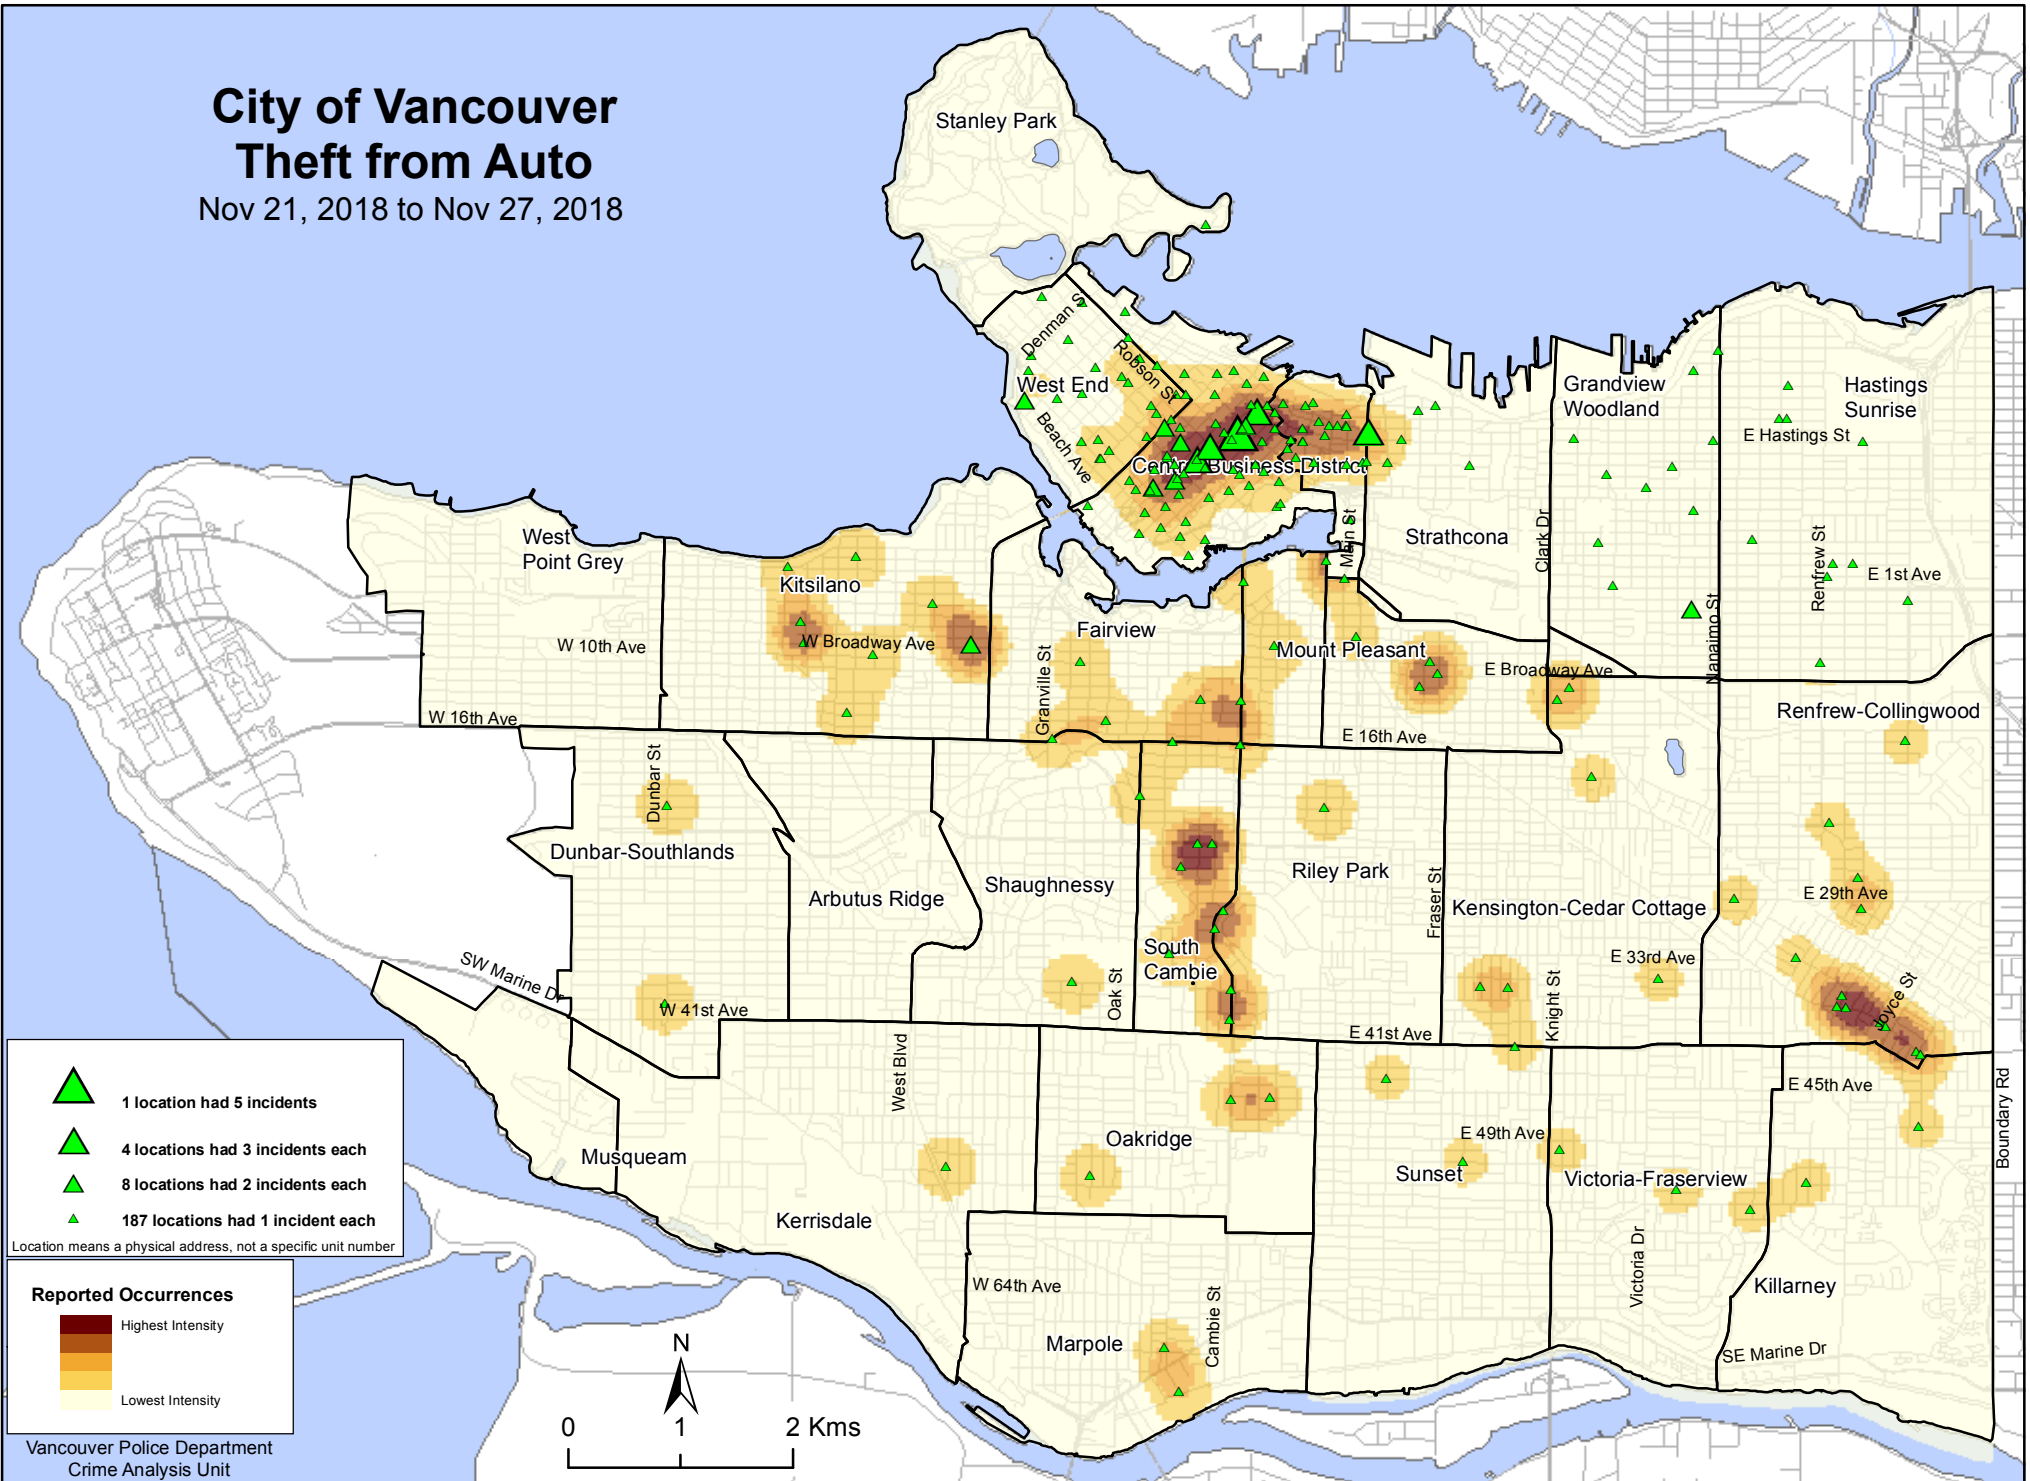 City of Vancouver
Theft from Auto
Nov 21, 2018 to Nov 27, 2018
Stanley Park
Denman St
Robson St
West End
Beach Ave
Central Business District
Grandview
Woodland
Hastings
Sunrise
E Hastings St
West
Point Grey
Kitsilano
Main St
Strathcona
Clark Dr
Renfrew St
E 1st Ave
Nanaimo St
W 10th Ave
W Broadway Ave
Fairview
Granville St
Mount Pleasant
E Broadway Ave
W 16th Ave
E 16th Ave
Renfrew-Collingwood
Dunbar St
Dunbar-Southlands
Arbutus Ridge
Shaughnessy
Riley Park
Fraser St
Kensington-Cedar Cottage
E 29th Ave
South
Cambie
E 33rd Ave
SW Marine Dr
W 41st Ave
Oak St
Knight St
Joyce St
E 41st Ave
West Blvd
E 45th Ave
Boundary Rd
Musqueam
Oakridge
E 49th Ave
Sunset
Victoria-Fraserview
Kerrisdale
W 64th Ave
Cambie St
Victoria Dr
Killarney
Marpole
SE Marine Dr
1 location had 5 incidents
4 locations had 3 incidents each
8 locations had 2 incidents each
187 locations had 1 incident each
Location means a physical address, not a specific unit number
Reported Occurrences
Highest Intensity
Lowest Intensity
N
0 1 2 Kms
Vancouver Police Department
Crime Analysis Unit